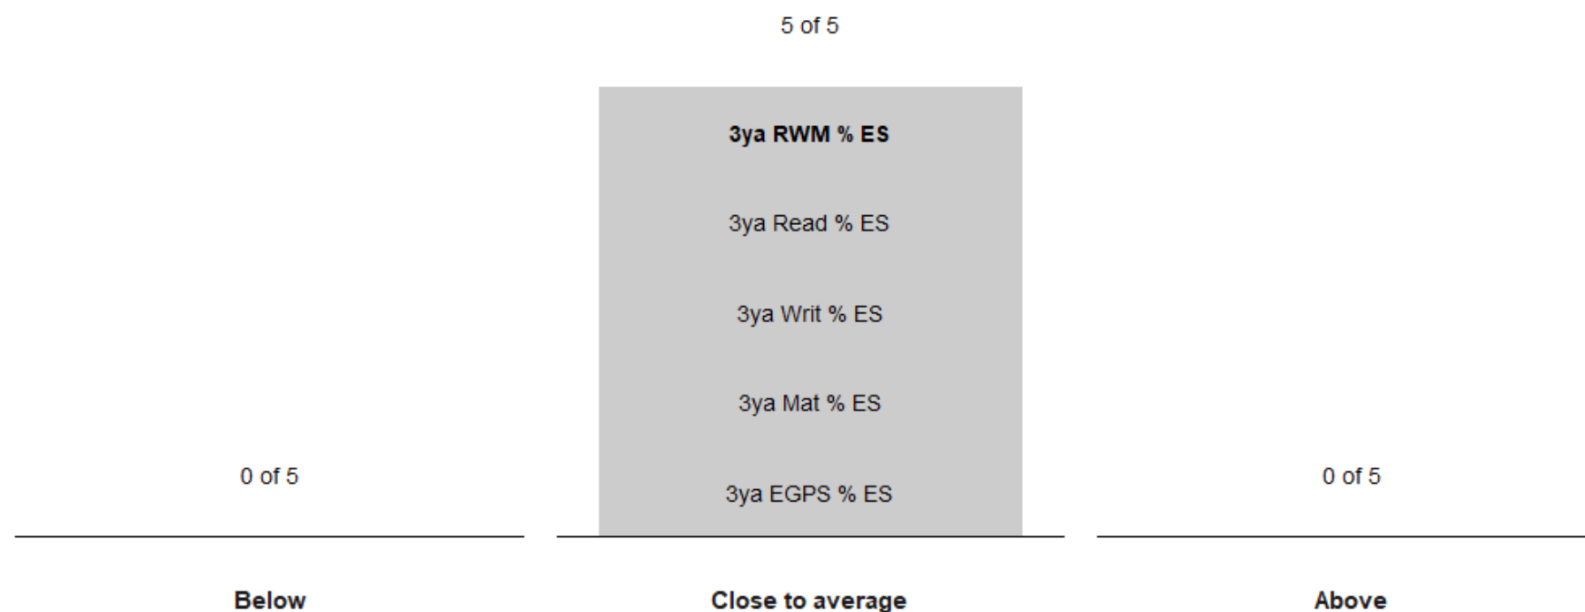 5 of 5
3ya RWM % ES
3ya Read % ES
3ya Writ % ES
3ya Mat % ES
3ya EGPS % ES
0 of 5
0 of 5
Below
Close to average
Above